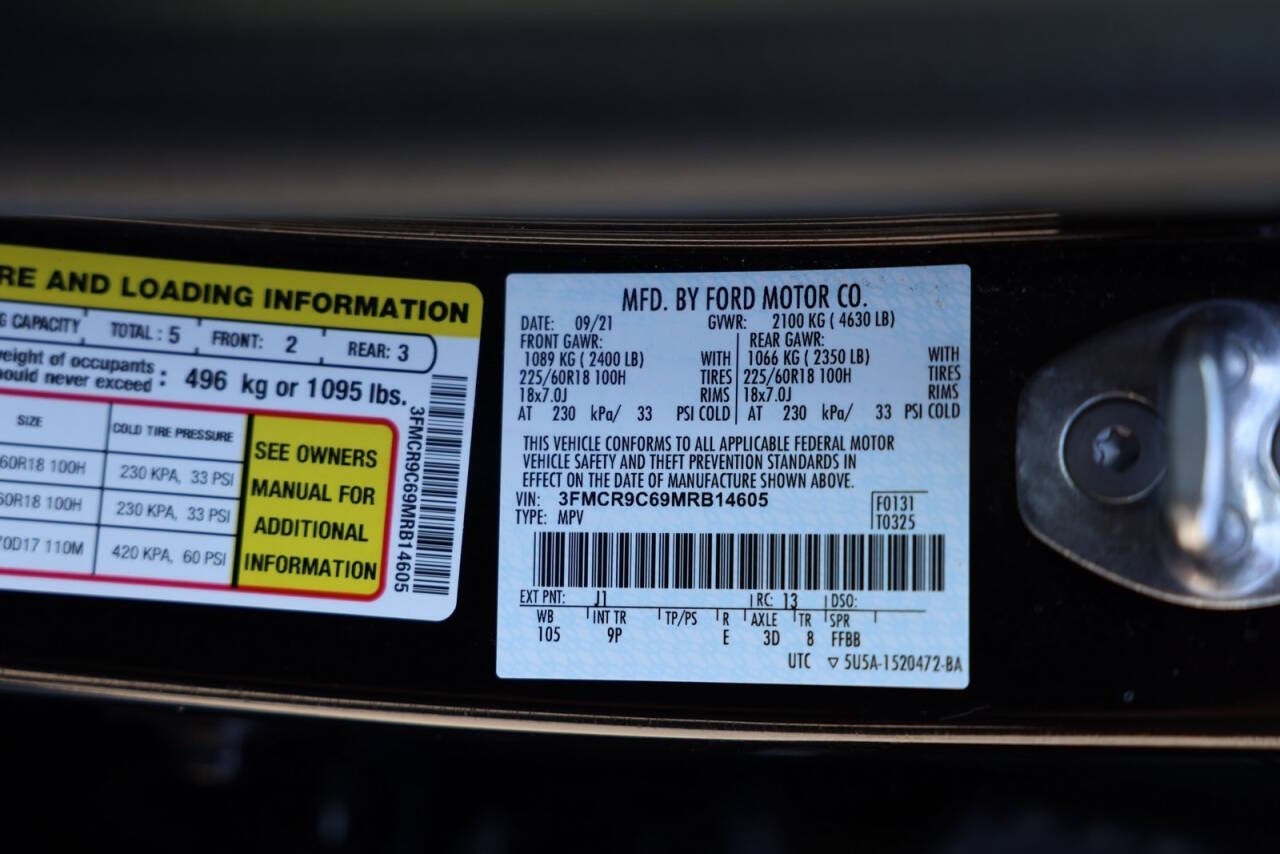 RE AND LOADING INFORMATION
G CAPACITY TOTAL : 5 FRONT: 2 REAR: 3
eight of occupants
ould never exceed : 496 kg or 1095 lbs.
SIZE COLD TIRE PRESSURE
60R18 100H 230 KPA, 33 PSI
60R18 100H 230 KPA, 33 PSI
70D17 110M 420 KPA, 60 PSI
SEE OWNERS
MANUAL FOR
ADDITIONAL
INFORMATION
3FMCR9C69MRB14605
MFD. BY FORD MOTOR CO.
DATE: 09/21 GVWR: 2100 KG ( 4630 LB)
FRONT GAWR: REAR GAWR:
1089 KG (2400 LB) WITH 1066 KG (2350 LB) WITH
225/60R18 100H TIRES 225/60R18 100H TIRES
18x7.0J RIMS 18x7.0J RIMS
AT 230 kPa/ 33 PSI COLD AT 230 kPa/ 33 PSI COLD
THIS VEHICLE CONFORMS TO ALL APPLICABLE FEDERAL MOTOR
VEHICLE SAFETY AND THEFT PREVENTION STANDARDS IN
EFFECT ON THE DATE OF MANUFACTURE SHOWN ABOVE.
VIN: 3FMCR9C69MRB14605 F0131
TYPE: MPV T0325
EXT PNT: J1 RC: 13 DSO:
WB INT TR TP/PS R AXLE TR SPR
105 9P E 3D 8 FFBB
UTC ▽ 5U5A-1520472-BA